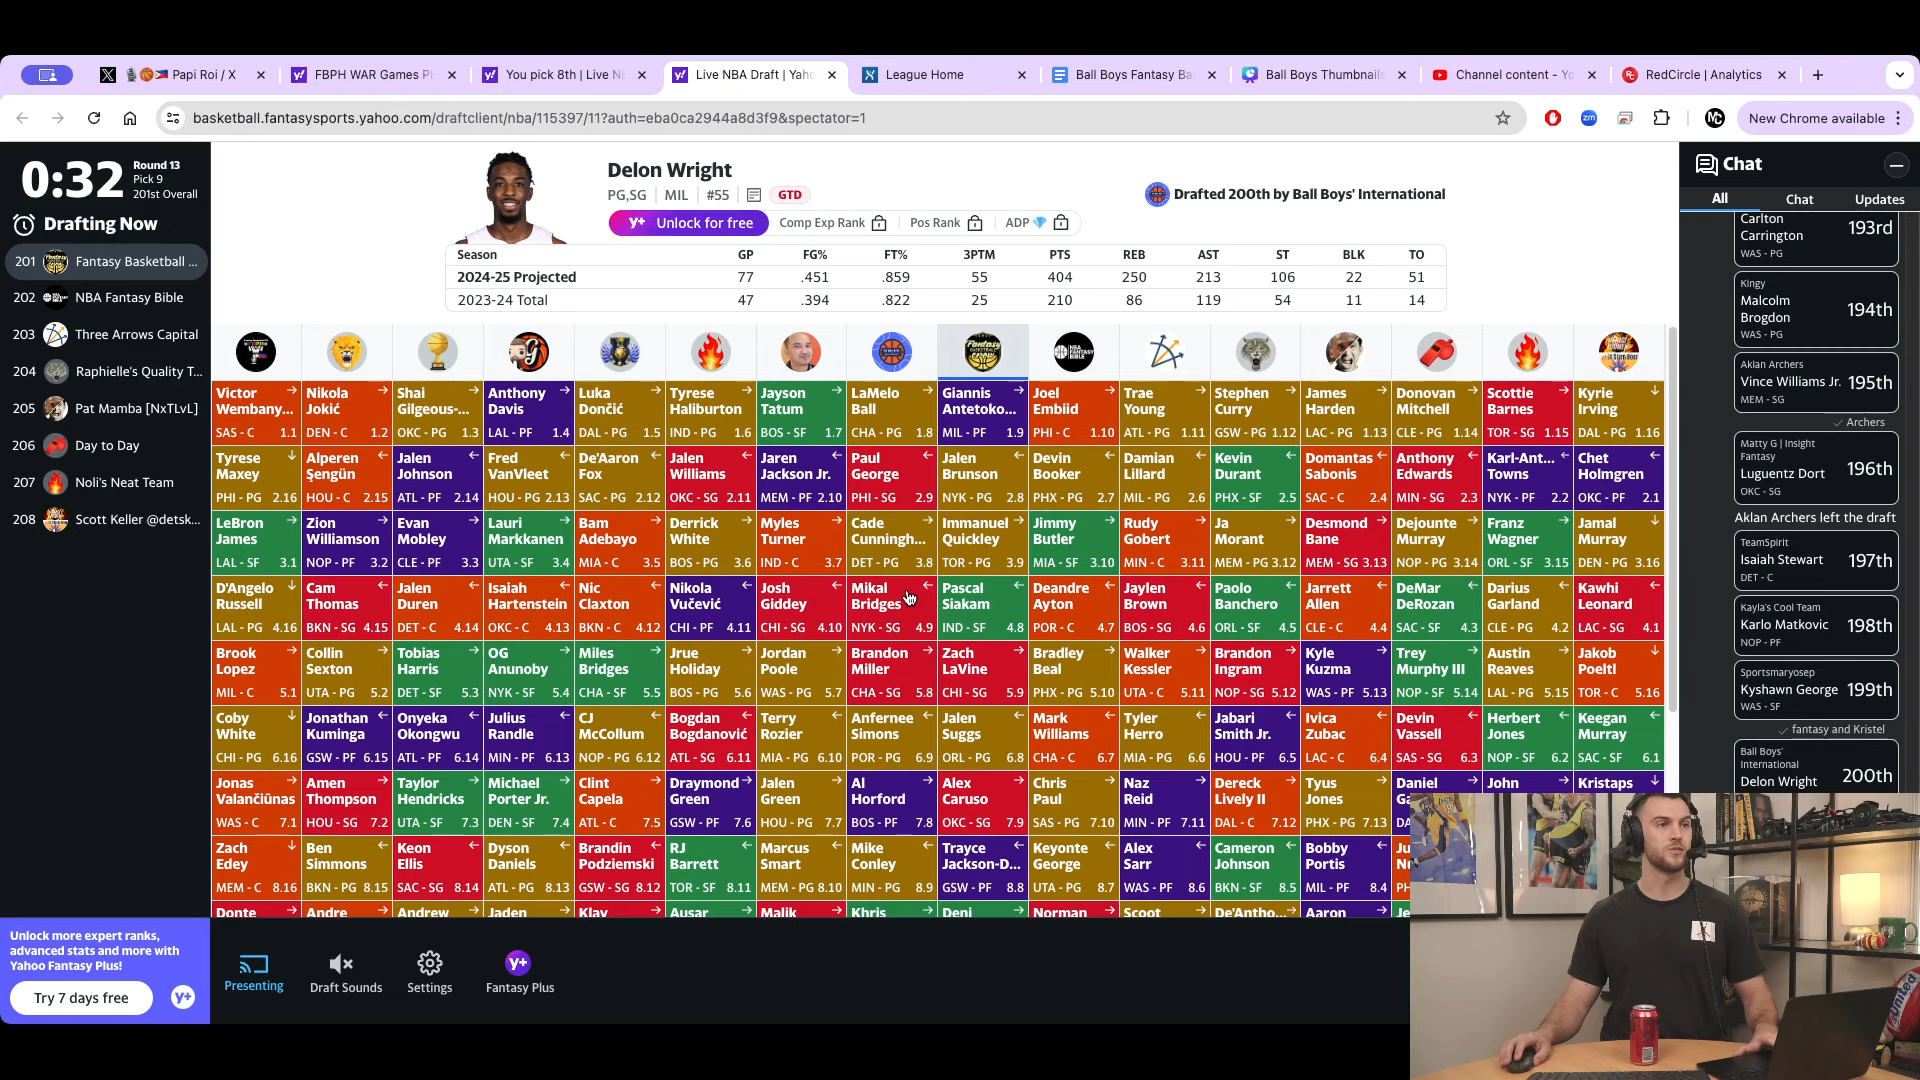 Papi Roi / X
FBPH WAR Games P
You pick 8th | Live N
Live NBA Draft | Yaho
League Home
Ball Boys Fantasy Ba
Ball Boys Thumbnails
Channel content - Yo
RedCircle | Analytics
basketball.fantasysports.yahoo.com/draftclient/nba/115397/11?auth=eba0ca2944a8d3f9&spectator=1
New Chrome available
0:32
Round 13
Pick 9
201st Overall
Drafting Now
201 Fantasy Basketball ...
202 NBA Fantasy Bible
203 Three Arrows Capital
204 Raphielle's Quality T...
205 Pat Mamba [NxTLvL]
206 Day to Day
207 Noli's Neat Team
208 Scott Keller @detsk...
Unlock more expert ranks,
advanced stats and more with
Yahoo Fantasy Plus!
Try 7 days free
y+
Delon Wright
PG,SG MIL #55 GTD
y+ Unlock for free Comp Exp Rank Pos Rank ADP
Drafted 200th by Ball Boys' International
Season GP FG% FT% 3PTM PTS REB AST ST BLK TO
2024-25 Projected 77 .451 .859 55 404 250 213 106 22 51
2023-24 Total 47 .394 .822 25 210 86 119 54 11 14
Victor Nikola Shai Anthony Luka Tyrese Jayson LaMelo Giannis Joel Trae Stephen James Donovan Scottie Kyrie
Wembany... Jokić Gilgeous-... Davis Dončić Haliburton Tatum Ball Antetoko... Embiid Young Curry Harden Mitchell Barnes Irving
SAS - C 1.1 DEN - C 1.2 OKC - PG 1.3 LAL - PF 1.4 DAL - PG 1.5 IND - PG 1.6 BOS - SF 1.7 CHA - PG 1.8 MIL - PF 1.9 PHI - C 1.10 ATL - PG 1.11 GSW - PG 1.12 LAC - PG 1.13 CLE - PG 1.14 TOR - SG 1.15 DAL - PG 1.16
Tyrese Alperen Jalen Fred De'Aaron Jalen Jaren Paul Jalen Devin Damian Kevin Domantas Anthony Karl-Ant... Chet
Maxey Şengün Johnson VanVleet Fox Williams Jackson Jr. George Brunson Booker Lillard Durant Sabonis Edwards Towns Holmgren
PHI - PG 2.16 HOU - C 2.15 ATL - PF 2.14 HOU - PG 2.13 SAC - PG 2.12 OKC - SG 2.11 MEM - PF 2.10 PHI - SG 2.9 NYK - PG 2.8 PHX - PG 2.7 MIL - PG 2.6 PHX - SF 2.5 SAC - C 2.4 MIN - SG 2.3 NYK - PF 2.2 OKC - PF 2.1
LeBron Zion Evan Lauri Bam Derrick Myles Cade Immanuel Jimmy Rudy Ja Desmond Dejounte Franz Jamal
James Williamson Mobley Markkanen Adebayo White Turner Cunningh... Quickley Butler Gobert Morant Bane Murray Wagner Murray
LAL - SF 3.1 NOP - PF 3.2 CLE - PF 3.3 UTA - SF 3.4 MIA - C 3.5 BOS - PG 3.6 IND - C 3.7 DET - PG 3.8 TOR - PG 3.9 MIA - SF 3.10 MIN - C 3.11 MEM - PG 3.12 MEM - SG 3.13 NOP - PG 3.14 ORL - SF 3.15 DEN - PG 3.16
D'Angelo Cam Jalen Isaiah Nic Nikola Josh Mikal Pascal Deandre Jaylen Paolo Jarrett DeMar Darius Kawhi
Russell Thomas Duren Hartenstein Claxton Vučević Giddey Bridges Siakam Ayton Brown Banchero Allen DeRozan Garland Leonard
LAL - PG 4.16 BKN - SG 4.15 DET - C 4.14 OKC - C 4.13 BKN - C 4.12 CHI - PF 4.11 CHI - SG 4.10 NYK - SG 4.9 IND - SF 4.8 POR - C 4.7 BOS - SG 4.6 ORL - SF 4.5 CLE - C 4.4 SAC - SF 4.3 CLE - PG 4.2 LAC - SG 4.1
Brook Collin Tobias OG Miles Jrue Jordan Brandon Zach Bradley Walker Brandon Kyle Trey Austin Jakob
Lopez Sexton Harris Anunoby Bridges Holiday Poole Miller LaVine Beal Kessler Ingram Kuzma Murphy III Reaves Poeltl
MIL - C 5.1 UTA - PG 5.2 DET - SF 5.3 NYK - SF 5.4 CHA - SF 5.5 BOS - PG 5.6 WAS - PG 5.7 CHA - SG 5.8 CHI - SG 5.9 PHX - PG 5.10 UTA - C 5.11 NOP - SG 5.12 WAS - PF 5.13 NOP - SF 5.14 LAL - PG 5.15 TOR - C 5.16
Coby Jonathan Onyeka Julius CJ Bogdan Terry Anfernee Jalen Mark Tyler Jabari Ivica Devin Herbert Keegan
White Kuminga Okongwu Randle McCollum Bogdanović Rozier Simons Suggs Williams Herro Smith Jr. Zubac Vassell Jones Murray
CHI - PG 6.16 GSW - PF 6.15 ATL - PF 6.14 MIN - PF 6.13 NOP - PG 6.12 ATL - SG 6.11 MIA - PG 6.10 POR - PG 6.9 ORL - PG 6.8 CHA - C 6.7 MIA - PG 6.6 HOU - PF 6.5 LAC - C 6.4 SAS - SG 6.3 NOP - SF 6.2 SAC - SF 6.1
Jonas Amen Taylor Michael Clint Draymond Jalen Al Alex Chris Naz Dereck Tyus Daniel John Kristaps
Valančiūnas Thompson Hendricks Porter Jr. Capela Green Green Horford Caruso Paul Reid Lively II Jones Ga
WAS - C 7.1 HOU - SG 7.2 UTA - SF 7.3 DEN - SF 7.4 ATL - C 7.5 GSW - PF 7.6 HOU - PG 7.7 BOS - PF 7.8 OKC - SG 7.9 SAS - PG 7.10 MIN - PF 7.11 DAL - C 7.12 PHX - PG 7.13 DA
Zach Ben Keon Dyson Brandin RJ Marcus Mike Trayce Keyonte Alex Cameron Bobby Ju
Edey Simmons Ellis Daniels Podziemski Barrett Smart Conley Jackson-D... George Sarr Johnson Portis Nu
MEM - C 8.16 BKN - PG 8.15 SAC - SG 8.14 ATL - PG 8.13 GSW - SG 8.12 TOR - SF 8.11 MEM - PG 8.10 MIN - PG 8.9 GSW - PF 8.8 UTA - PG 8.7 WAS - PF 8.6 BKN - SF 8.5 MIL - PF 8.4 PH
Donte Andre Andrew Jaden Klay Ausar Malik Khris Deni Norman Scoot De'Antho... Aaron Je
Presenting
Draft Sounds
Settings
Fantasy Plus
Chat
All Chat Updates
Carlton
Carrington 193rd
WAS - PG
Kingy
Malcolm
Brogdon 194th
WAS - PG
Aklan Archers
Vince Williams Jr. 195th
MEM - SG
Archers
Matty G | Insight
Fantasy
Luguentz Dort 196th
OKC - SG
Aklan Archers left the draft
TeamSpirit
Isaiah Stewart 197th
DET - C
Kayla's Cool Team
Karlo Matkovic 198th
NOP - PF
Sportsmaryosep
Kyshawn George 199th
WAS - SF
fantasy and Kristel
Ball Boys'
International
Delon Wright 200th